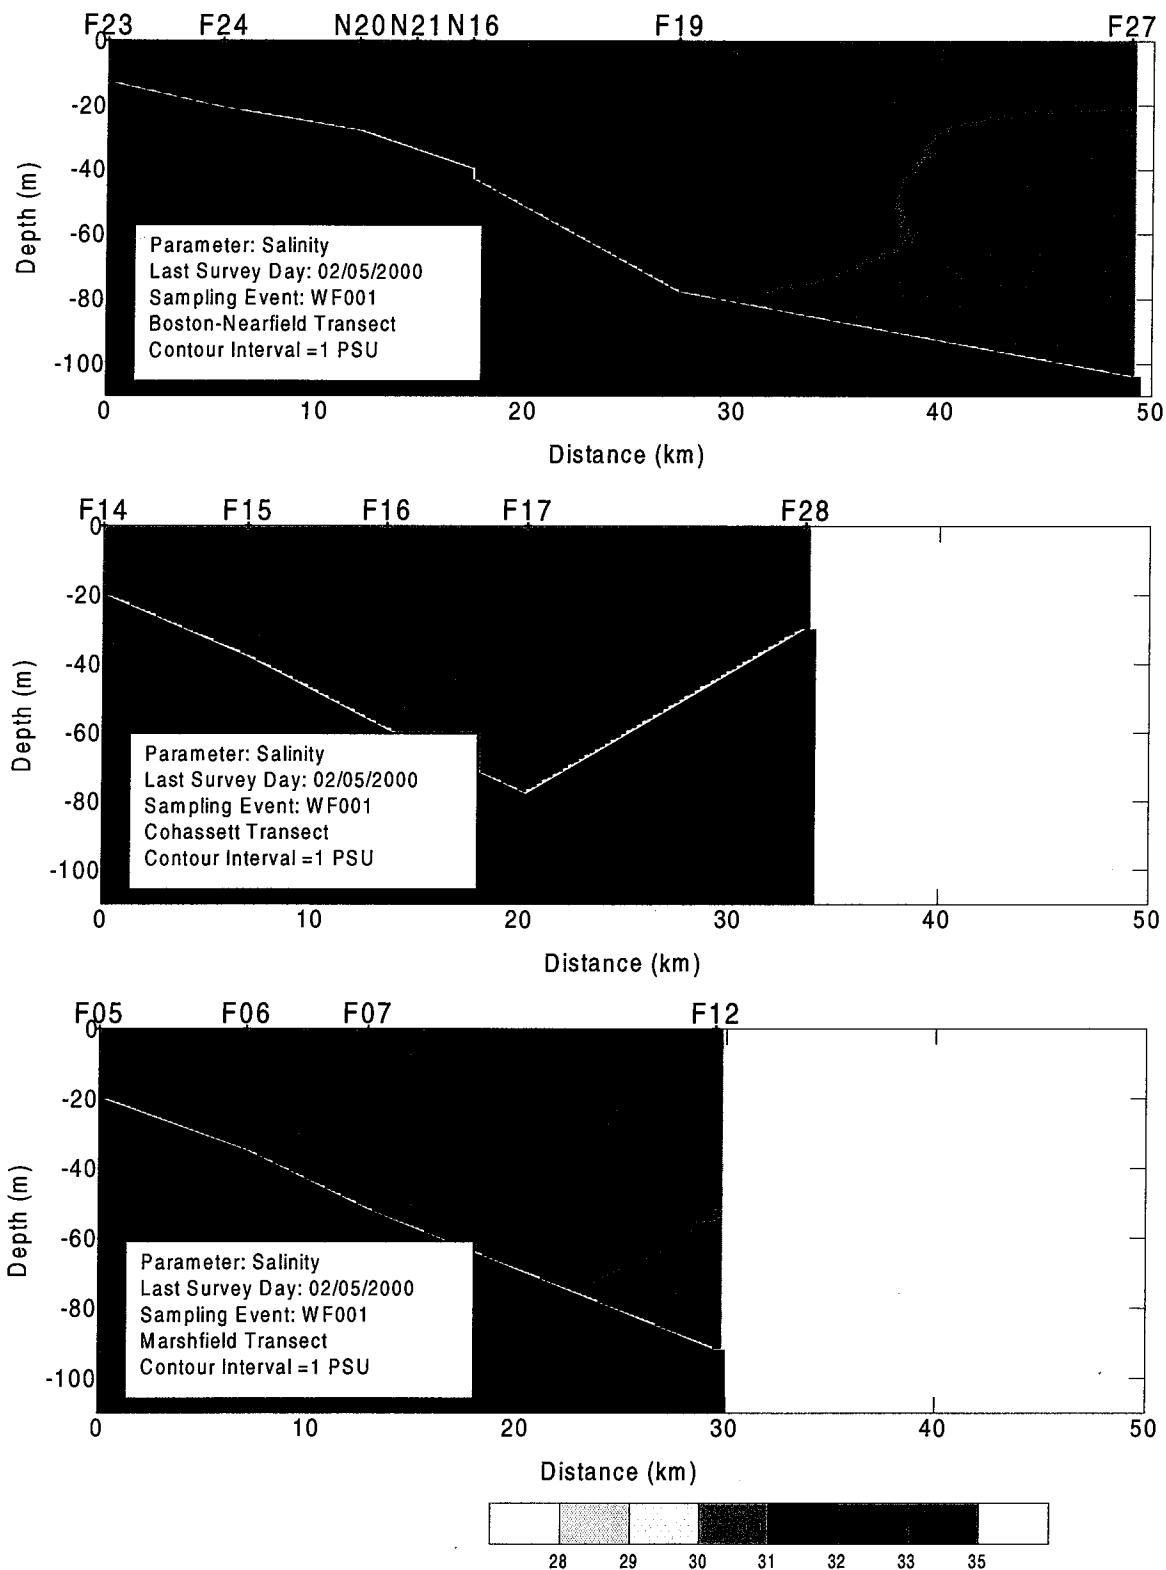 F23 F24 N20 N21 N16 F19 F27
0
-20
-40
-60
-80
-100
Depth (m)
Parameter: Salinity
Last Survey Day: 02/05/2000
Sampling Event: WF001
Boston-Nearfield Transect
Contour Interval =1 PSU
0 10 20 30 40 50
Distance (km)
F14 F15 F16 F17 F28
0
-20
-40
-60
-80
-100
Depth (m)
Parameter: Salinity
Last Survey Day: 02/05/2000
Sampling Event: WF001
Cohassett Transect
Contour Interval =1 PSU
0 10 20 30 40 50
Distance (km)
F05 F06 F07 F12
0
-20
-40
-60
-80
-100
Depth (m)
Parameter: Salinity
Last Survey Day: 02/05/2000
Sampling Event: WF001
Marshfield Transect
Contour Interval =1 PSU
0 10 20 30 40 50
Distance (km)
28 29 30 31 32 33 35